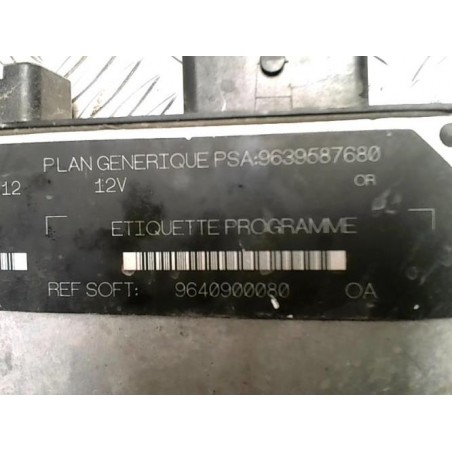 PLAN GENERIQUE PSA:9639587680
12 12V OR
ETIQUETTE PROGRAMME
REF SOFT: 9640900080 OA